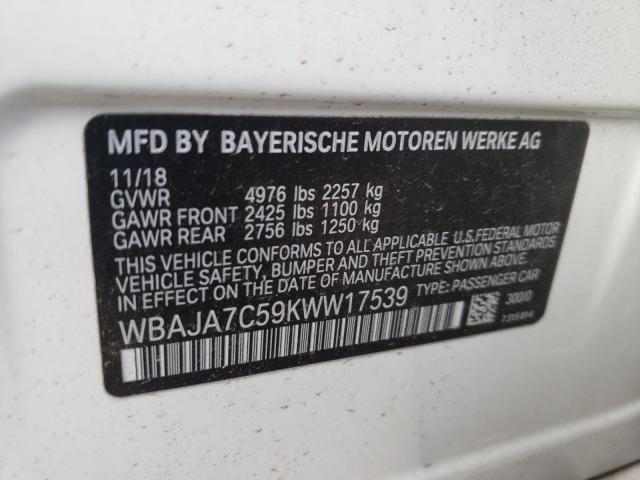 MFD BY BAYERISCHE MOTOREN WERKE AG
11/18
GVWR 4976 lbs 2257 kg
GAWR FRONT 2425 lbs 1100 kg
GAWR REAR 2756 lbs 1250 kg
THIS VEHICLE CONFORMS TO ALL APPLICABLE U.S. FEDERAL MOTOR
VEHICLE SAFETY, BUMPER AND THEFT PREVENTION STANDARDS
IN EFFECT ON THE DATE OF MANUFACTURE SHOWN ABOVE.
WBAJA7C59KWW17539 TYPE: PASSENGER CAR
300/0